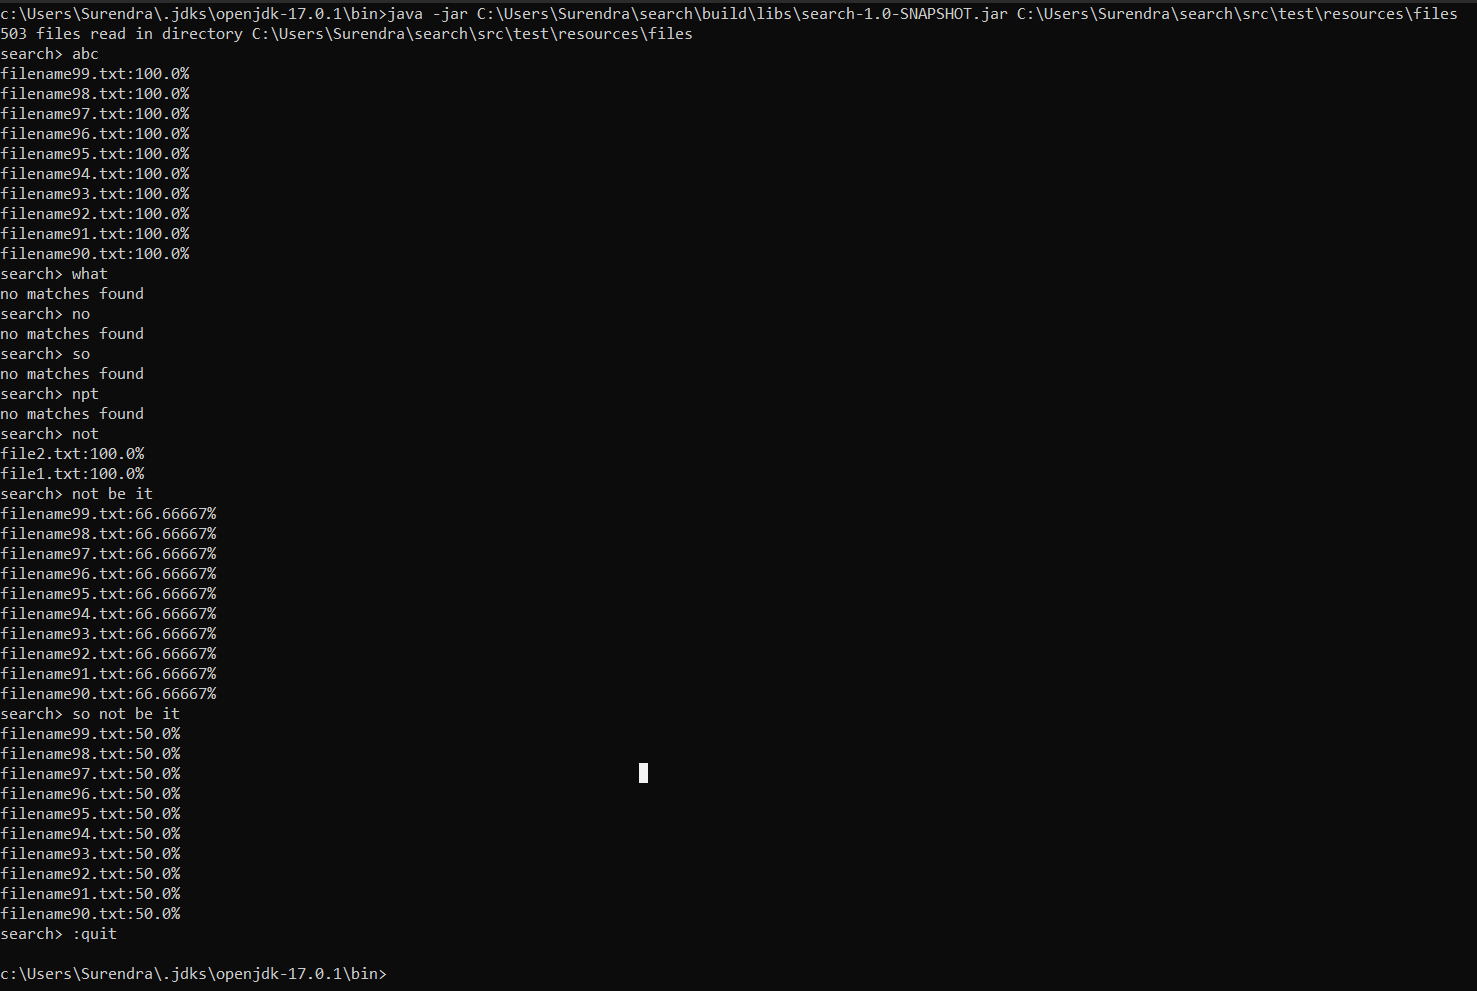 c:\Users\Surendra\.jdks\openjdk-17.0.1\bin>java -jar C:\Users\Surendra\search\build\libs\search-1.0-SNAPSHOT.jar C:\Users\Surendra\search\src\test\resources\files
503 files read in directory C:\Users\Surendra\search\src\test\resources\files
search> abc
filename99.txt:100.0%
filename98.txt:100.0%
filename97.txt:100.0%
filename96.txt:100.0%
filename95.txt:100.0%
filename94.txt:100.0%
filename93.txt:100.0%
filename92.txt:100.0%
filename91.txt:100.0%
filename90.txt:100.0%
search> what
no matches found
search> no
no matches found
search> so
no matches found
search> npt
no matches found
search> not
file2.txt:100.0%
file1.txt:100.0%
search> not be it
filename99.txt:66.66667%
filename98.txt:66.66667%
filename97.txt:66.66667%
filename96.txt:66.66667%
filename95.txt:66.66667%
filename94.txt:66.66667%
filename93.txt:66.66667%
filename92.txt:66.66667%
filename91.txt:66.66667%
filename90.txt:66.66667%
search> so not be it
filename99.txt:50.0%
filename98.txt:50.0%
filename97.txt:50.0%
filename96.txt:50.0%
filename95.txt:50.0%
filename94.txt:50.0%
filename93.txt:50.0%
filename92.txt:50.0%
filename91.txt:50.0%
filename90.txt:50.0%
search> :quit
c:\Users\Surendra\.jdks\openjdk-17.0.1\bin>